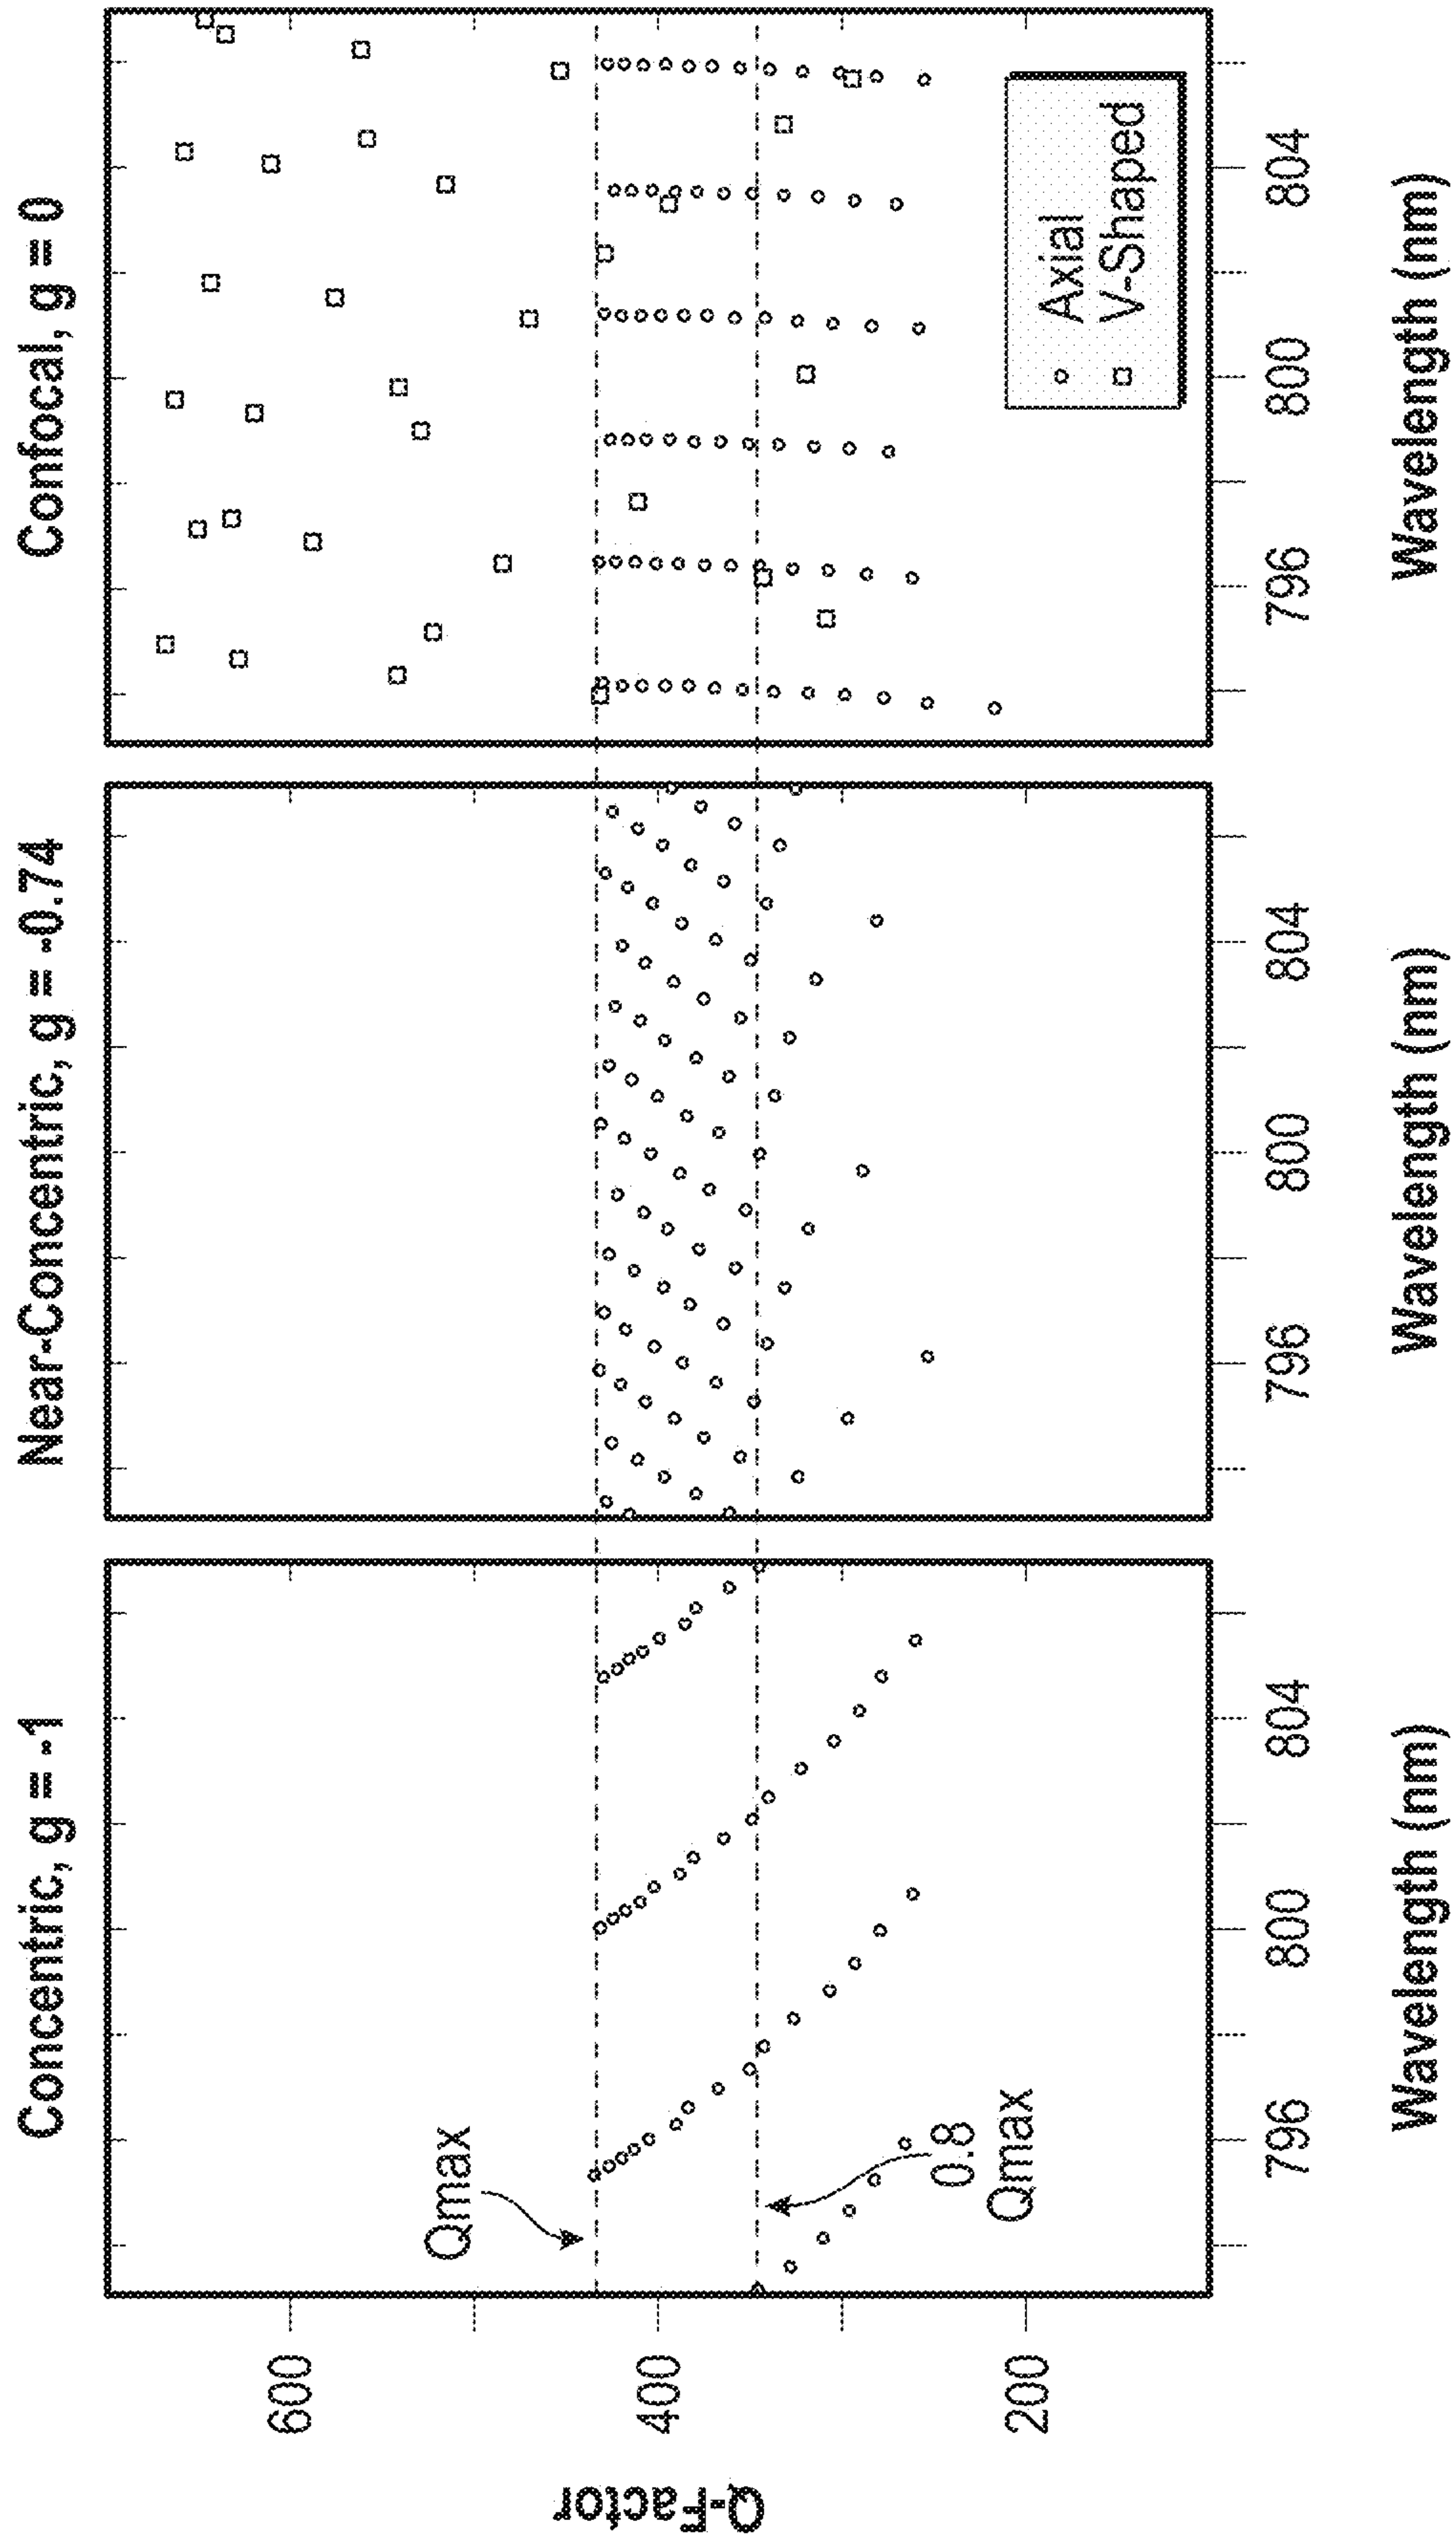 Concentric, g = -1
Near-Concentric, g = -0.74
Confocal, g = 0
Q-Factor
600
400
200
Qmax
0.8
Qmax
Axial
V-Shaped
796
800
804
796
800
804
796
800
804
Wavelength (nm)
Wavelength (nm)
Wavelength (nm)